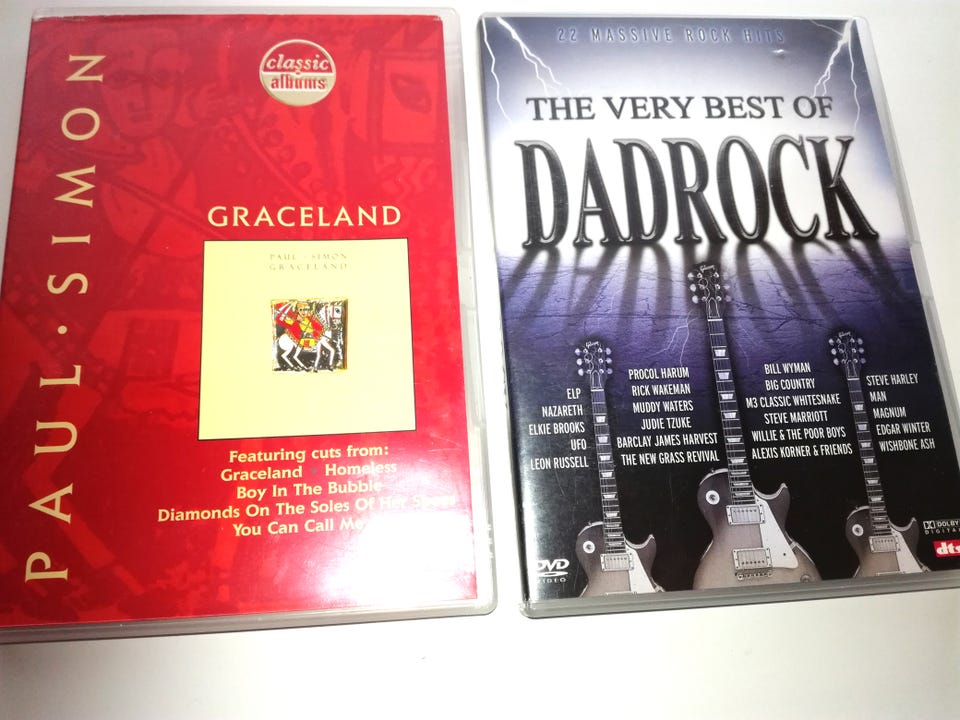 PAUL · SIMON
classic
albums
GRACELAND
PAUL · SIMON
GRACELAND
Featuring cuts from:
Graceland · Homeless
Boy In The Bubble
Diamonds On The Soles Of Her Shoes
You Can Call Me
22 MASSIVE ROCK HITS
THE VERY BEST OF
DADROCK
ELP
NAZARETH
ELKIE BROOKS
UFO
LEON RUSSELL
PROCOL HARUM
RICK WAKEMAN
MUDDY WATERS
JUDIE TZUKE
BARCLAY JAMES HARVEST
THE NEW GRASS REVIVAL
BILL WYMAN
BIG COUNTRY
M3 CLASSIC WHITESNAKE
STEVE MARRIOTT
WILLIE & THE POOR BOYS
ALEXIS KORNER & FRIENDS
STEVE HARLEY
MAN
MAGNUM
EDGAR WINTER
WISHBONE ASH
Gibson
Gibson
Gibson
DVD
VIDEO
DOLBY
DIGITAL
dts